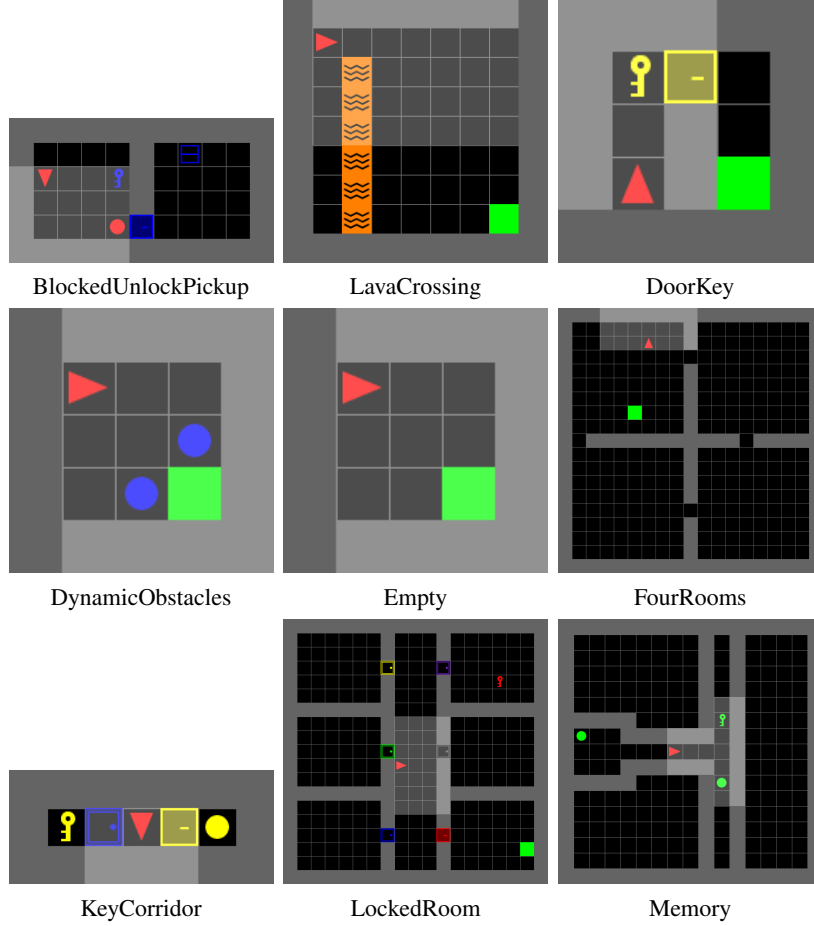 BlockedUnlockPickup
LavaCrossing
DoorKey
DynamicObstacles
Empty
FourRooms
KeyCorridor
LockedRoom
Memory